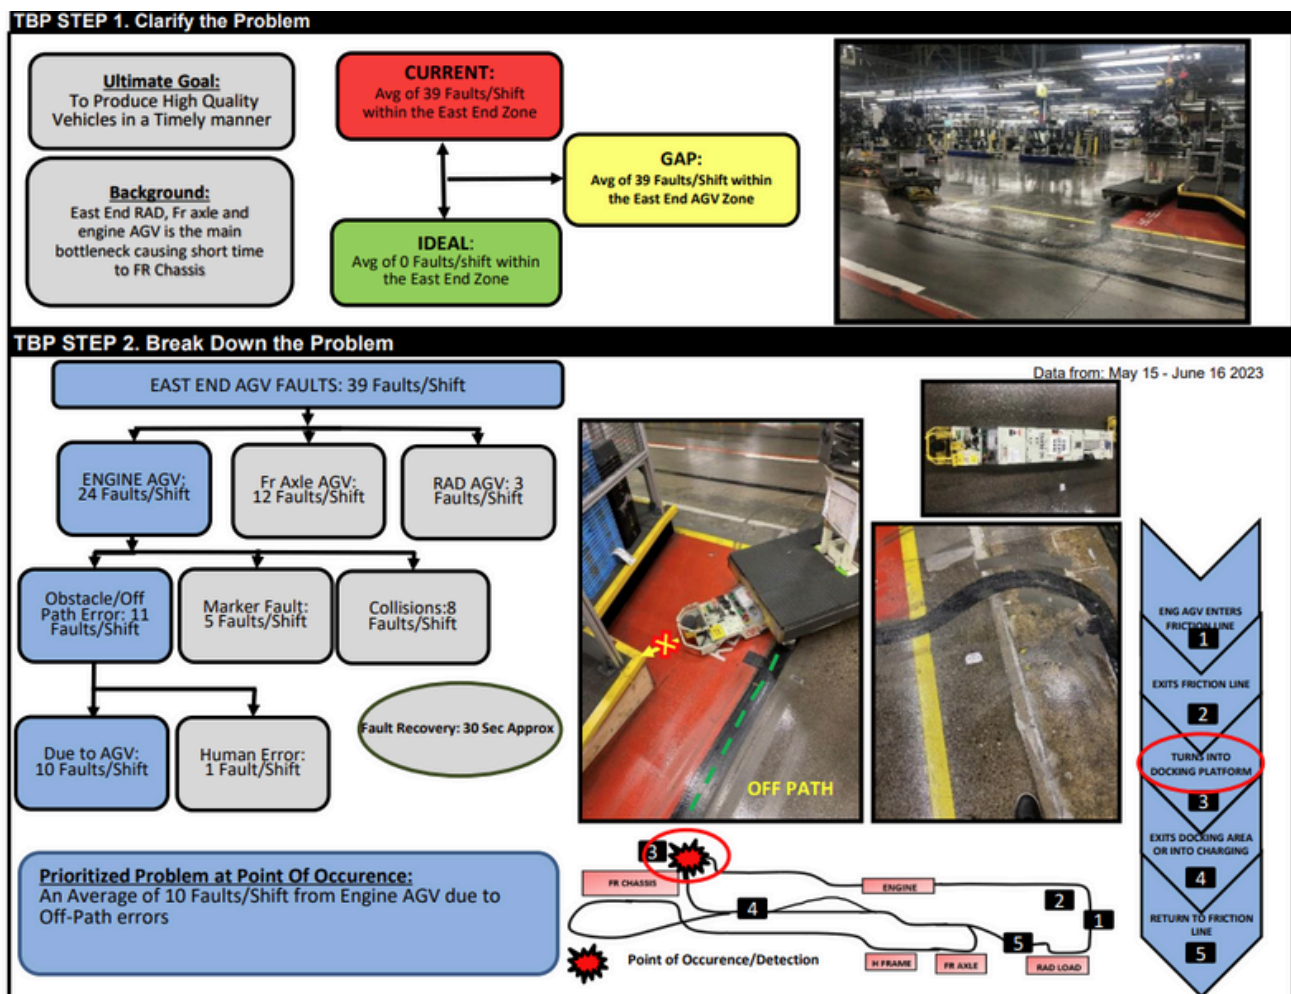 TBP STEP 1. Clarify the Problem
Ultimate Goal:
To Produce High Quality
Vehicles in a Timely manner
Background:
East End RAD, Fr axle and
engine AGV is the main
bottleneck causing short time
to FR Chassis
CURRENT:
Avg of 39 Faults/Shift
within the East End Zone
GAP:
Avg of 39 Faults/Shift within
the East End AGV Zone
IDEAL:
Avg of 0 Faults/shift within
the East End Zone
TBP STEP 2. Break Down the Problem
Data from: May 15 - June 16 2023
EAST END AGV FAULTS: 39 Faults/Shift
ENGINE AGV:
24 Faults/Shift
Fr Axle AGV:
12 Faults/Shift
RAD AGV: 3
Faults/Shift
Obstacle/Off
Path Error: 11
Faults/Shift
Marker Fault:
5 Faults/Shift
Collisions:8
Faults/Shift
Due to AGV:
10 Faults/Shift
Human Error:
1 Fault/Shift
Fault Recovery: 30 Sec Approx
Prioritized Problem at Point Of Occurence:
An Average of 10 Faults/Shift from Engine AGV due to
Off-Path errors
X
OFF PATH
3
FR CHASSIS
ENGINE
2
1
4
5
H FRAME
FR AXLE
RAD LOAD
Point of Occurence/Detection
ENG AGV ENTERS
FRICTION LINE
1
EXITS FRICTION LINE
2
TURNS INTO
DOCKING PLATFORM
3
EXITS DOCKING AREA
OR INTO CHARGING
4
RETURN TO FRICTION
LINE
5